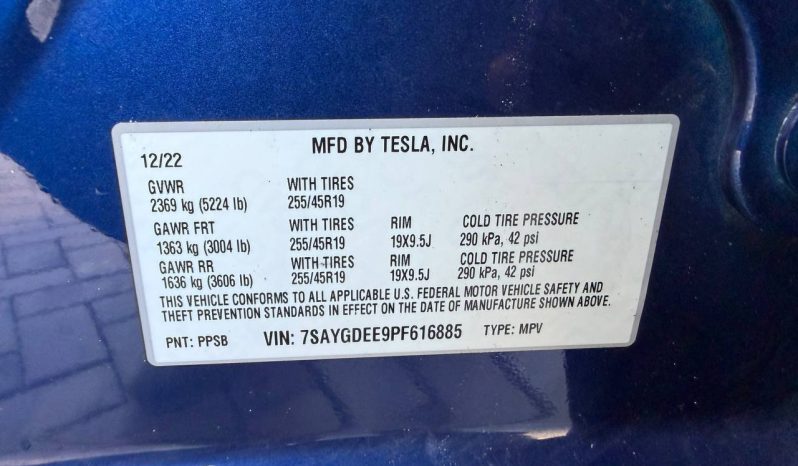 MFD BY TESLA, INC.
12/22
GVWR WITH TIRES
2369 kg (5224 lb) 255/45R19
GAWR FRT WITH TIRES RIM COLD TIRE PRESSURE
1363 kg (3004 lb) 255/45R19 19X9.5J 290 kPa, 42 psi
GAWR RR WITH TIRES RIM COLD TIRE PRESSURE
1636 kg (3606 lb) 255/45R19 19X9.5J 290 kPa, 42 psi
THIS VEHICLE CONFORMS TO ALL APPLICABLE U.S. FEDERAL MOTOR VEHICLE SAFETY AND
THEFT PREVENTION STANDARDS IN EFFECT ON THE DATE OF MANUFACTURE SHOWN ABOVE.
PNT: PPSB VIN: 7SAYGDEE9PF616885 TYPE: MPV